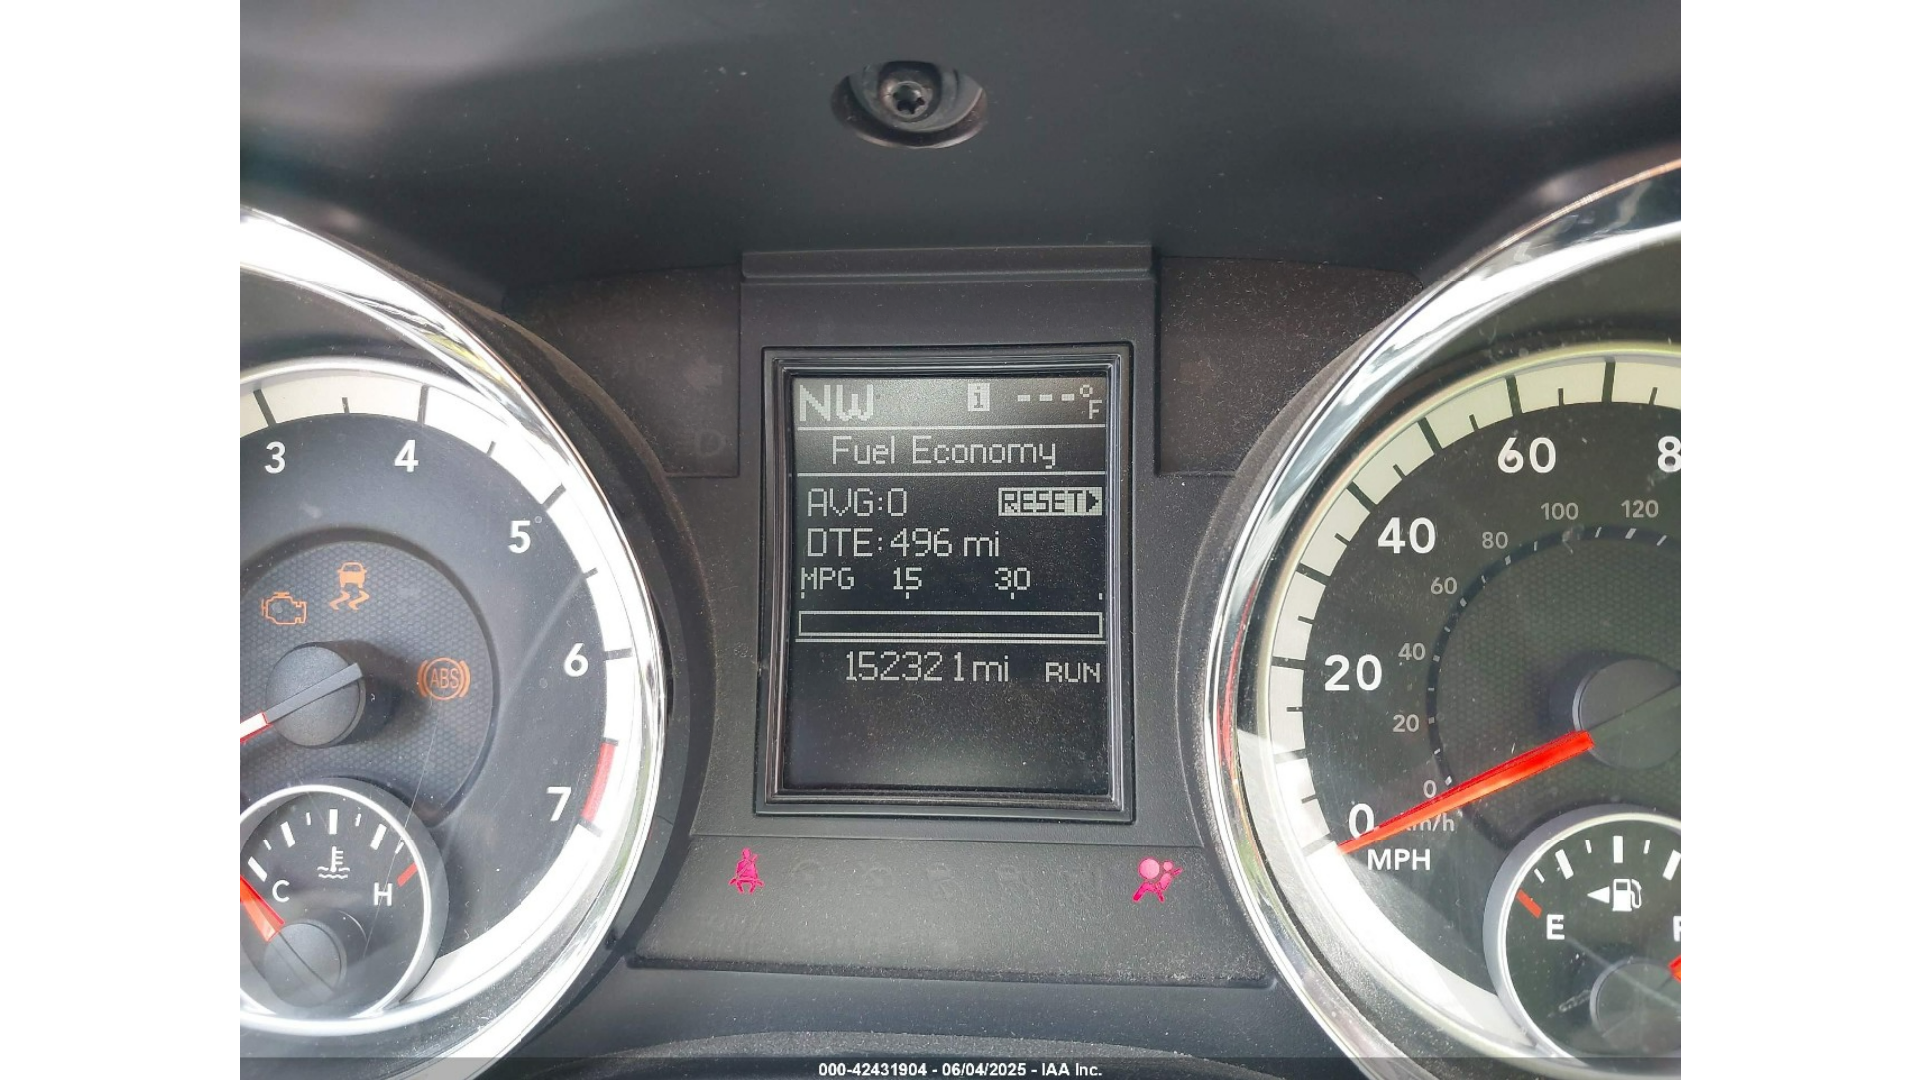 NW i ---°F
Fuel Economy
AVG:0 RESET
DTE:496 mi
MPG 15 30
152321mi RUN
3
4
5
6
7
ABS
C
H
0
20
40
60
8
MPH
0
20
40
60
80
100
120
km/h
E
000-42431904 - 06/04/2025 - IAA Inc.